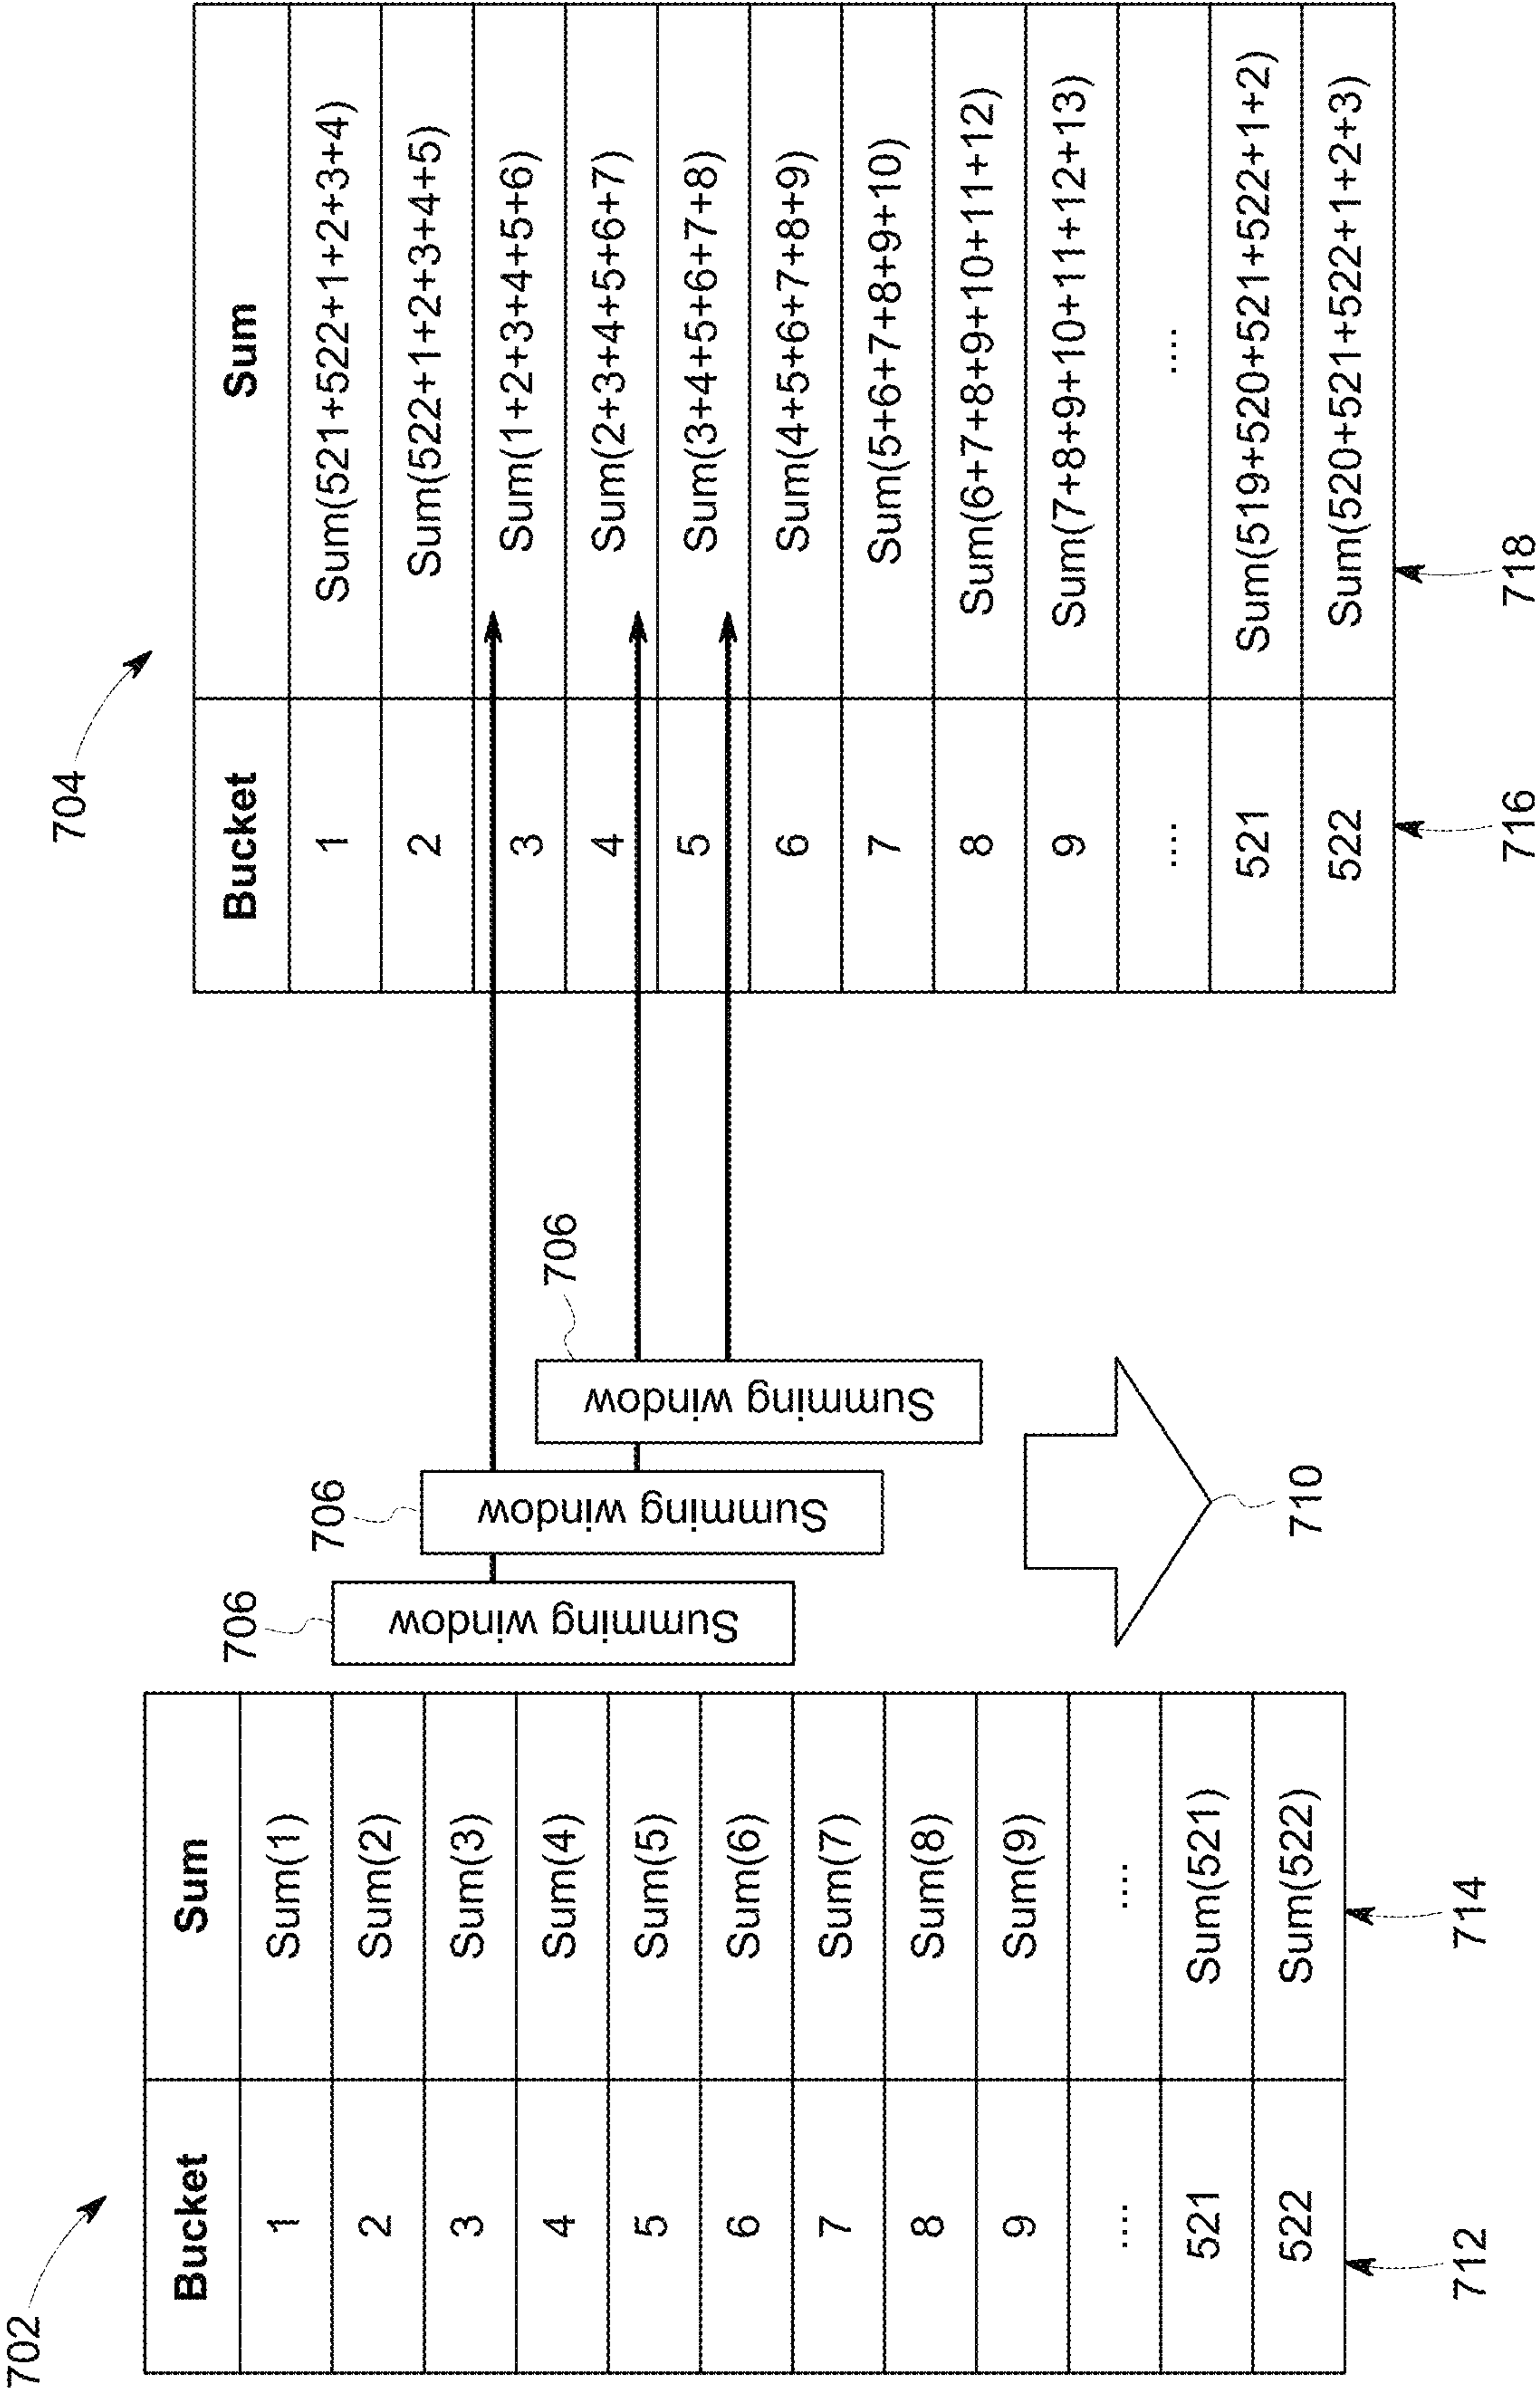 702
Bucket Sum
1 Sum(1)
2 Sum(2)
3 Sum(3)
4 Sum(4)
5 Sum(5)
6 Sum(6)
7 Sum(7)
8 Sum(8)
9 Sum(9)
.... ....
521 Sum(521)
522 Sum(522)
712
714
706
Summing window
706
Summing window
706
Summing window
710
704
Bucket Sum
1 Sum(521+522+1+2+3+4)
2 Sum(522+1+2+3+4+5)
3 Sum(1+2+3+4+5+6)
4 Sum(2+3+4+5+6+7)
5 Sum(3+4+5+6+7+8)
6 Sum(4+5+6+7+8+9)
7 Sum(5+6+7+8+9+10)
8 Sum(6+7+8+9+10+11+12)
9 Sum(7+8+9+10+11+12+13)
.... ....
521 Sum(519+520+521+522+1+2)
522 Sum(520+521+522+1+2+3)
716
718